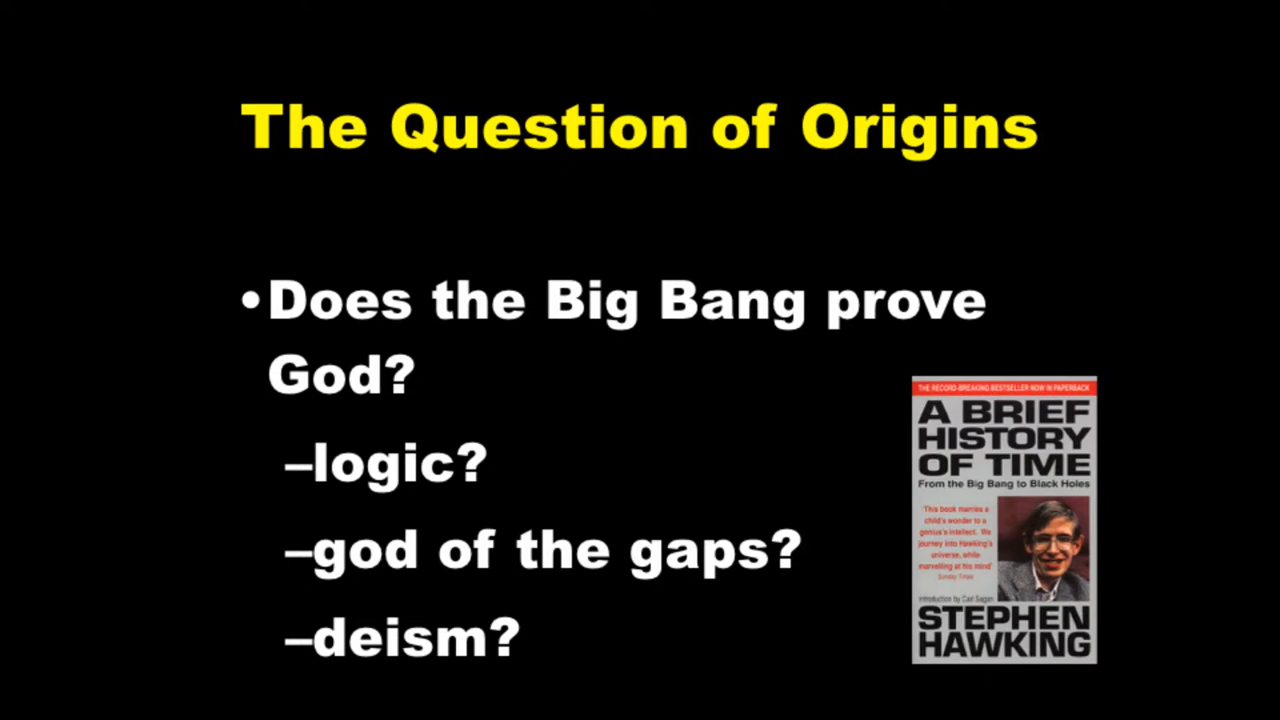 The Question of Origins
•Does the Big Bang prove
God?
–logic?
–god of the gaps?
–deism?
THE RECORD-BREAKING BESTSELLER NOW IN PAPERBACK
A BRIEF
HISTORY
OF TIME
From the Big Bang to Black Holes
'This book marries a
child's wonder to a
genius's intellect. We
journey into Hawking's
universe, while
marvelling at his mind'
Sunday Times
Introduction by Carl Sagan
STEPHEN
HAWKING